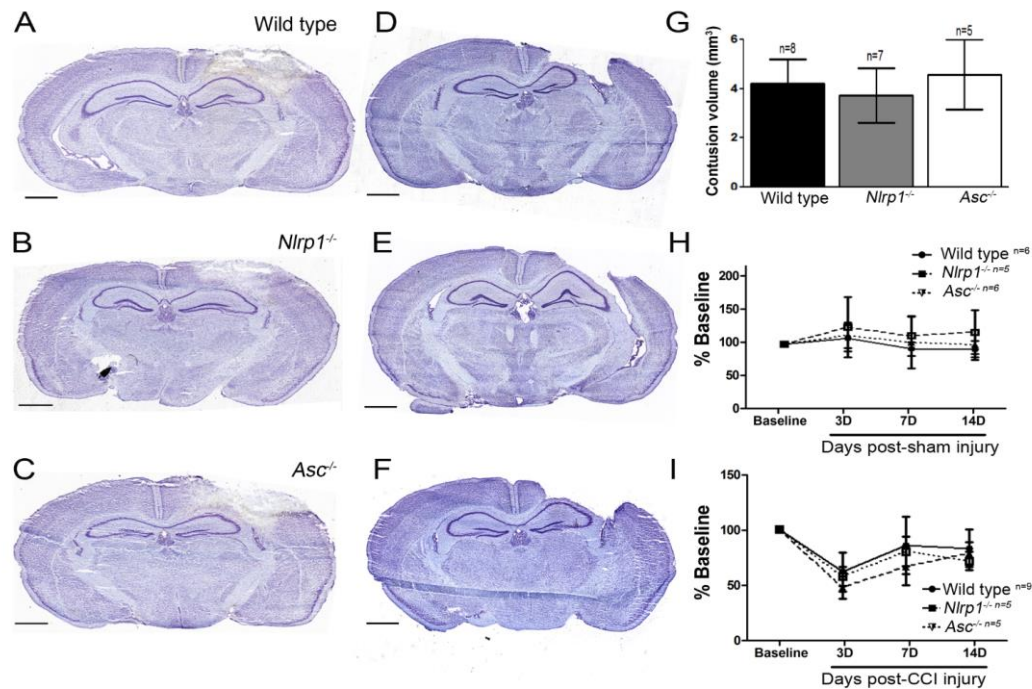 A
Wild type
D
G
Contusion volume (mm³)
6
4
2
0
n=8
n=7
n=5
Wild type
Nlrp1-/-
Asc-/-
B
Nlrp1-/-
E
H
% Baseline
200
150
100
50
0
Wild type n=6
Nlrp1-/- n=5
Asc-/- n=6
Baseline
3D
7D
14D
Days post-sham injury
C
Asc-/-
F
I
% Baseline
150
100
50
0
Wild type n=9
Nlrp1-/- n=5
Asc-/- n=5
Baseline
3D
7D
14D
Days post-CCI injury